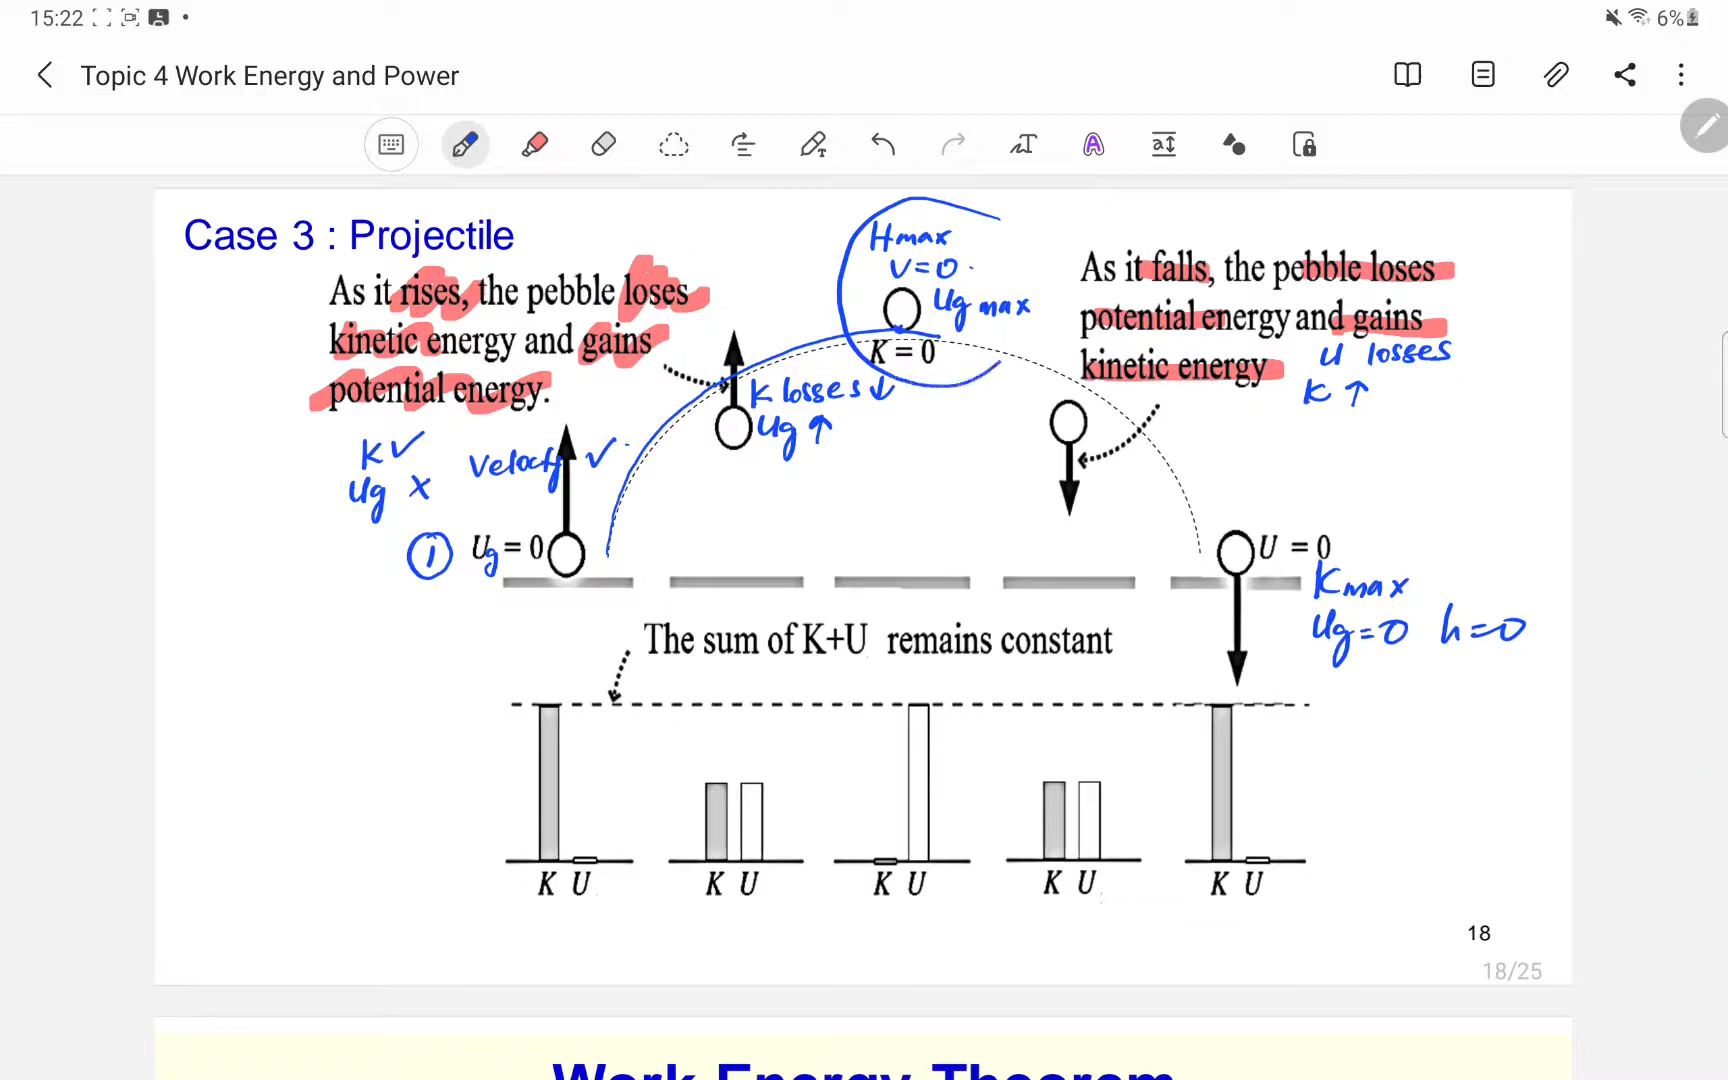 15:22
6%
Topic 4 Work Energy and Power
Case 3 : Projectile
As it rises, the pebble loses
kinetic energy and gains
potential energy.
Hmax
v=0.
Ug max
K = 0
As it falls, the pebble loses
potential energy and gains
kinetic energy
U losses
K ↑
K losses ↓
Ug ↑
K ✓
Ug ×
Velocity ✓
① Ug = 0
U = 0
Kmax
Ug=0 h=0
The sum of K+U remains constant
K U
K U
K U
K U
K U
18
18/25
Work Energy Theorem